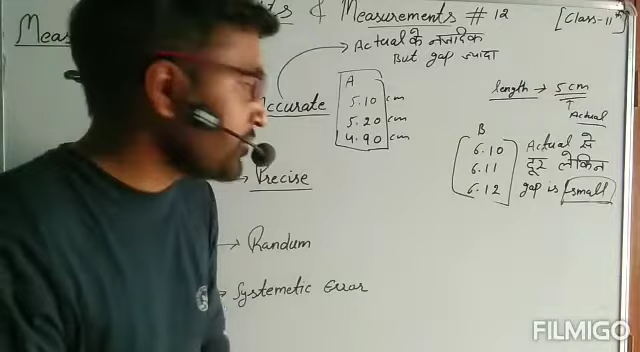 & Measurements # 12
[Class-11th]
Meas
Actual के नजदीक
But gap ज्यादा
Accurate
A
5.10 cm
5.20 cm
4.90 cm
length → 5 cm
Actual
B
6.10
6.11
6.12
Actual से
दूर लेकिन
gap is small
→ Precise
→ Random
→ Systemetic Error
FILMIGO